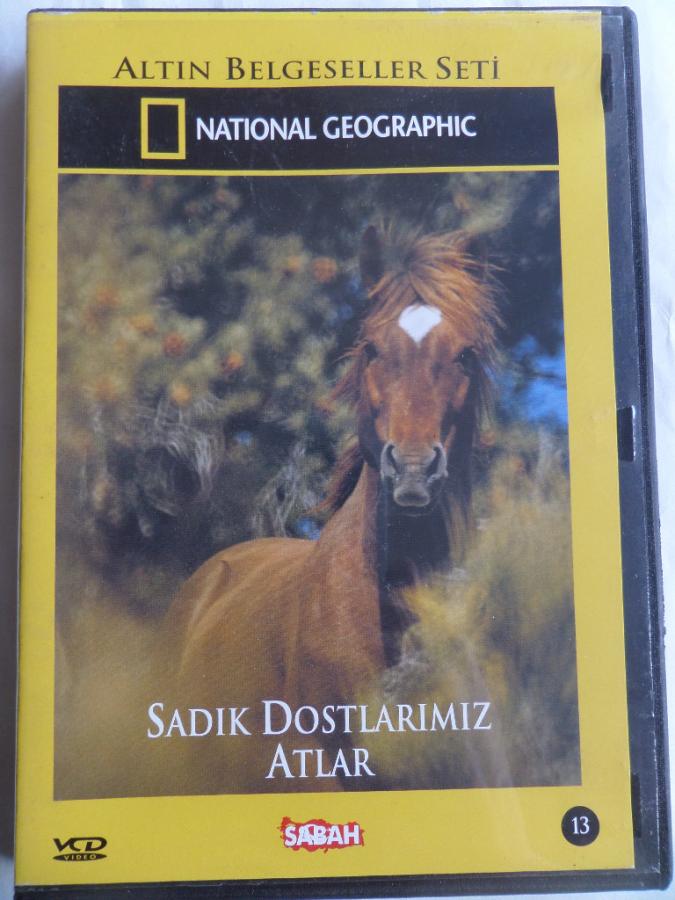 ALTIN BELGESELLER SETİ
NATIONAL GEOGRAPHIC
SADIK DOSTLARIMIZ
ATLAR
VCD
VIDEO
SABAH
13